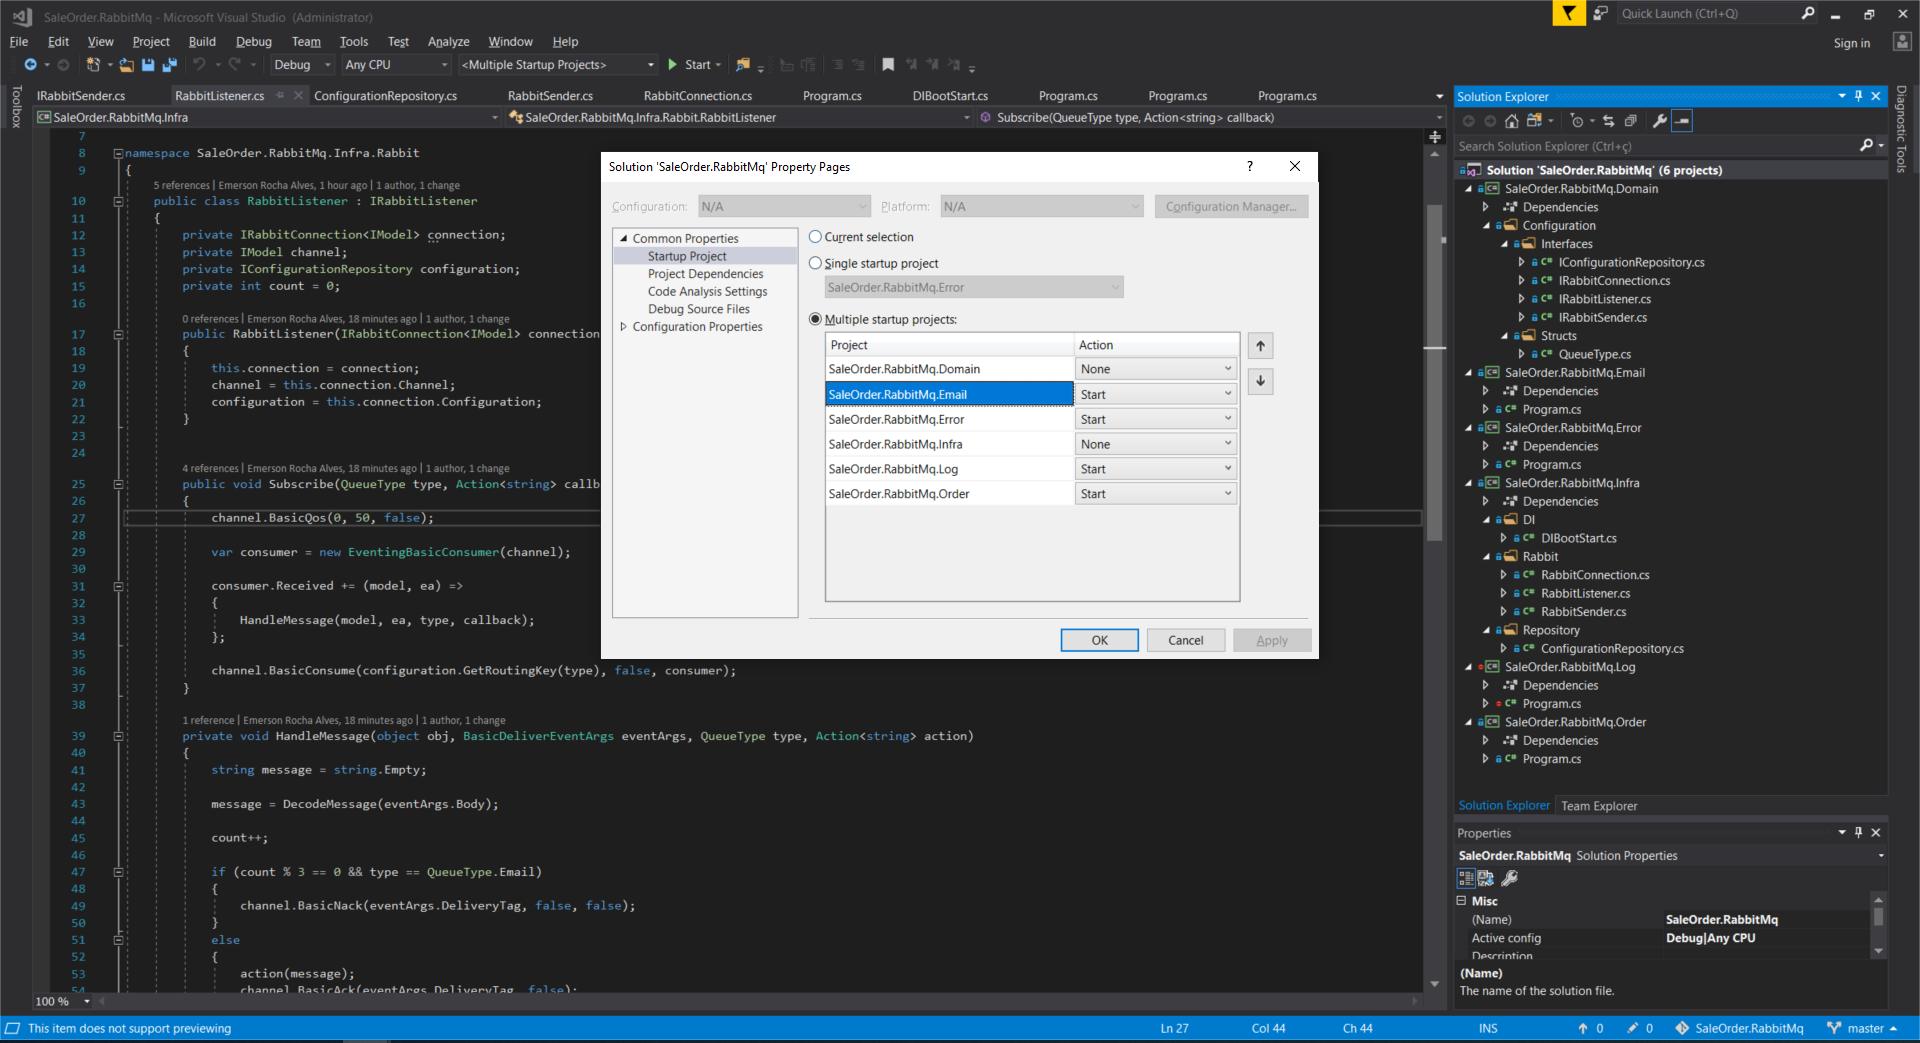 SaleOrder.RabbitMq - Microsoft Visual Studio (Administrator)
Quick Launch (Ctrl+Q)
File Edit View Project Build Debug Team Tools Test Analyze Window Help
Sign in
Debug Any CPU <Multiple Startup Projects> Start
Toolbox
IRabbitSender.cs RabbitListener.cs ConfigurationRepository.cs RabbitSender.cs RabbitConnection.cs Program.cs DIBootStart.cs Program.cs Program.cs Program.cs
SaleOrder.RabbitMq.Infra SaleOrder.RabbitMq.Infra.Rabbit.RabbitListener Subscribe(QueueType type, Action<string> callback)
7
8 namespace SaleOrder.RabbitMq.Infra.Rabbit
9 {
5 references | Emerson Rocha Alves, 1 hour ago | 1 author, 1 change
10 public class RabbitListener : IRabbitListener
11 {
12 private IRabbitConnection<IModel> connection;
13 private IModel channel;
14 private IConfigurationRepository configuration;
15 private int count = 0;
16
0 references | Emerson Rocha Alves, 18 minutes ago | 1 author, 1 change
17 public RabbitListener(IRabbitConnection<IModel> connection
18 {
19 this.connection = connection;
20 channel = this.connection.Channel;
21 configuration = this.connection.Configuration;
22 }
23
24
4 references | Emerson Rocha Alves, 18 minutes ago | 1 author, 1 change
25 public void Subscribe(QueueType type, Action<string> callb
26 {
27 channel.BasicQos(0, 50, false);
28
29 var consumer = new EventingBasicConsumer(channel);
30
31 consumer.Received += (model, ea) =>
32 {
33 HandleMessage(model, ea, type, callback);
34 };
35
36 channel.BasicConsume(configuration.GetRoutingKey(type), false, consumer);
37 }
38
1 reference | Emerson Rocha Alves, 18 minutes ago | 1 author, 1 change
39 private void HandleMessage(object obj, BasicDeliverEventArgs eventArgs, QueueType type, Action<string> action)
40 {
41 string message = string.Empty;
42
43 message = DecodeMessage(eventArgs.Body);
44
45 count++;
46
47 if (count % 3 == 0 && type == QueueType.Email)
48 {
49 channel.BasicNack(eventArgs.DeliveryTag, false, false);
50 }
51 else
52 {
53 action(message);
54 channel.BasicAck(eventArgs.DeliveryTag, false);
100 %
Solution 'SaleOrder.RabbitMq' Property Pages
?
Configuration: N/A Platform: N/A Configuration Manager...
Common Properties
Startup Project
Project Dependencies
Code Analysis Settings
Debug Source Files
Configuration Properties
Current selection
Single startup project
SaleOrder.RabbitMq.Error
Multiple startup projects:
Project Action
SaleOrder.RabbitMq.Domain None
SaleOrder.RabbitMq.Email Start
SaleOrder.RabbitMq.Error Start
SaleOrder.RabbitMq.Infra None
SaleOrder.RabbitMq.Log Start
SaleOrder.RabbitMq.Order Start
OK Cancel Apply
Solution Explorer
Search Solution Explorer (Ctrl+ç)
Solution 'SaleOrder.RabbitMq' (6 projects)
SaleOrder.RabbitMq.Domain
Dependencies
Configuration
Interfaces
C# IConfigurationRepository.cs
C# IRabbitConnection.cs
C# IRabbitListener.cs
C# IRabbitSender.cs
Structs
C# QueueType.cs
SaleOrder.RabbitMq.Email
Dependencies
C# Program.cs
SaleOrder.RabbitMq.Error
Dependencies
C# Program.cs
SaleOrder.RabbitMq.Infra
Dependencies
DI
C# DIBootStart.cs
Rabbit
C# RabbitConnection.cs
C# RabbitListener.cs
C# RabbitSender.cs
Repository
C# ConfigurationRepository.cs
SaleOrder.RabbitMq.Log
Dependencies
C# Program.cs
SaleOrder.RabbitMq.Order
Dependencies
C# Program.cs
Solution Explorer Team Explorer
Diagnostic Tools
Properties
SaleOrder.RabbitMq Solution Properties
Misc
(Name) SaleOrder.RabbitMq
Active config Debug|Any CPU
Description
(Name)
The name of the solution file.
This item does not support previewing Ln 27 Col 44 Ch 44 INS 0 0 SaleOrder.RabbitMq master